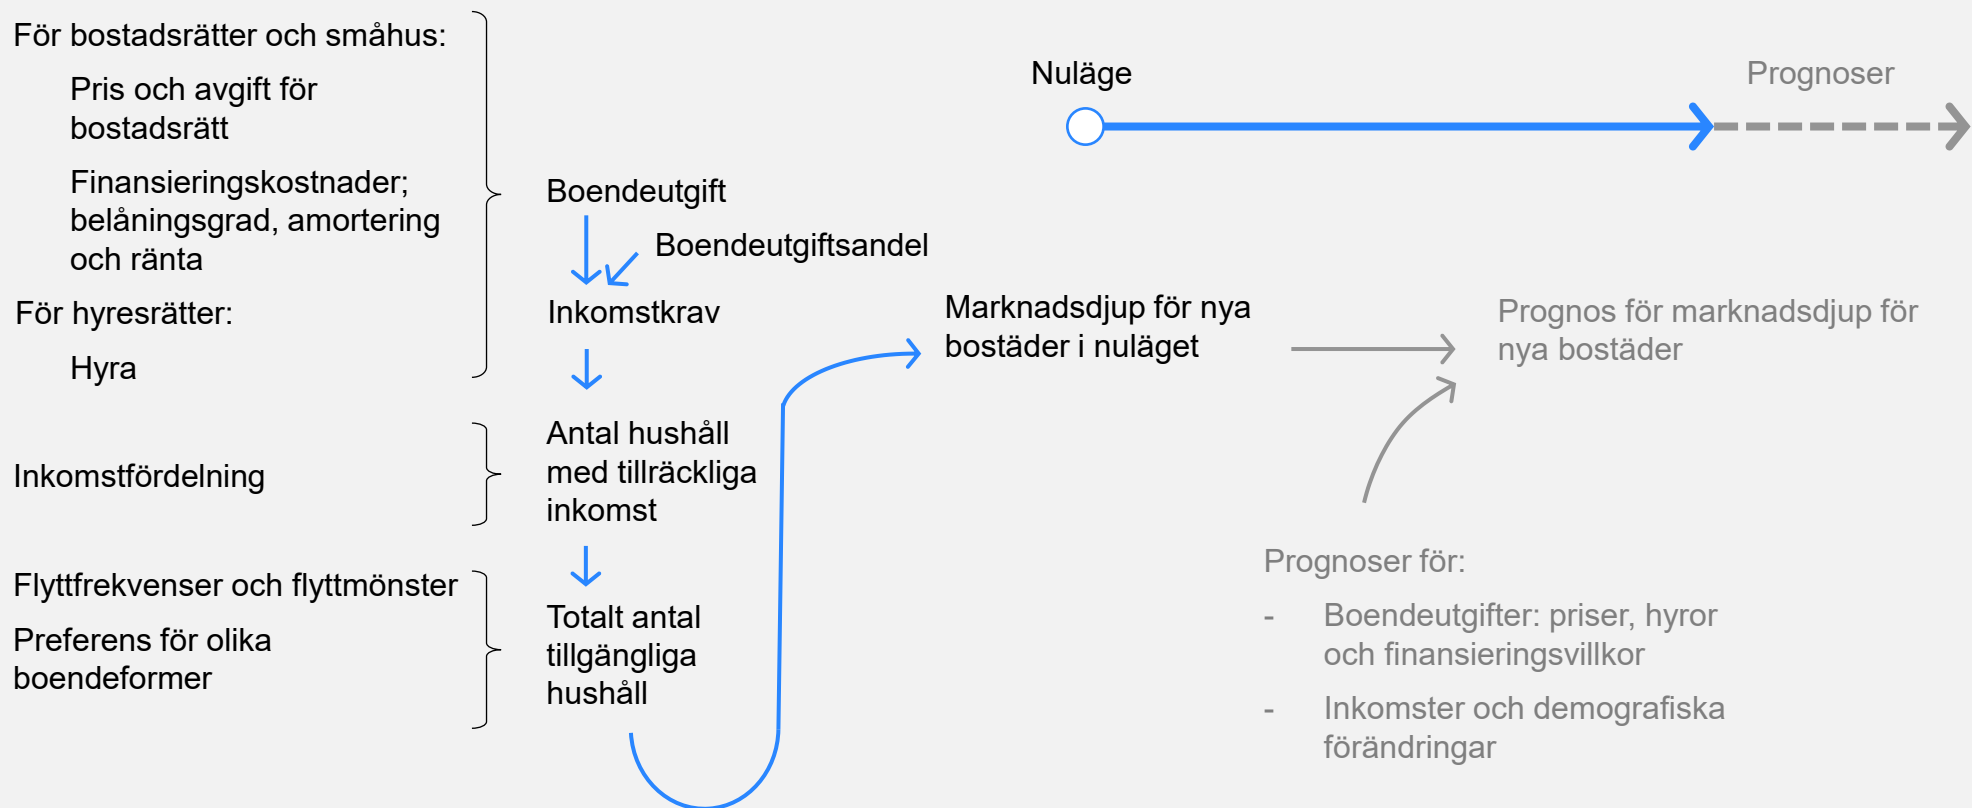 För bostadsrätter och småhus:
Pris och avgift för
bostadsrätt
Finansieringskostnader;
belåningsgrad, amortering
och ränta
För hyresrätter:
Hyra
Inkomstfördelning
Flyttfrekvenser och flyttmönster
Preferens för olika
boendeformer
Boendeutgift
Boendeutgiftsandel
Inkomstkrav
Antal hushåll
med tillräckliga
inkomst
Totalt antal
tillgängliga
hushåll
Nuläge
Prognoser
Marknadsdjup för nya
bostäder i nuläget
Prognos för marknadsdjup för
nya bostäder
Prognoser för:
- Boendeutgifter: priser, hyror
och finansieringsvillkor
- Inkomster och demografiska
förändringar